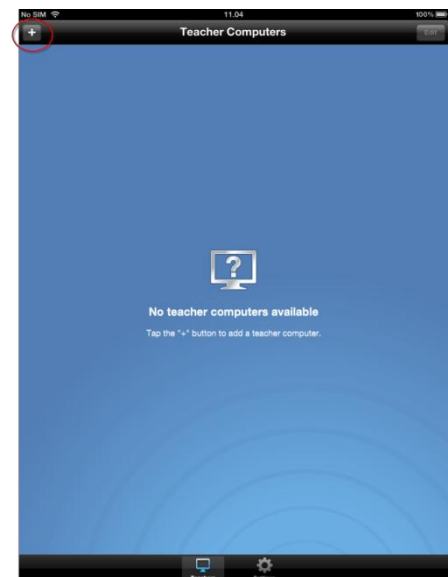 No SIM 11.04 100%
+ Teacher Computers Edit
?
No teacher computers available
Tap the "+" button to add a teacher computer.